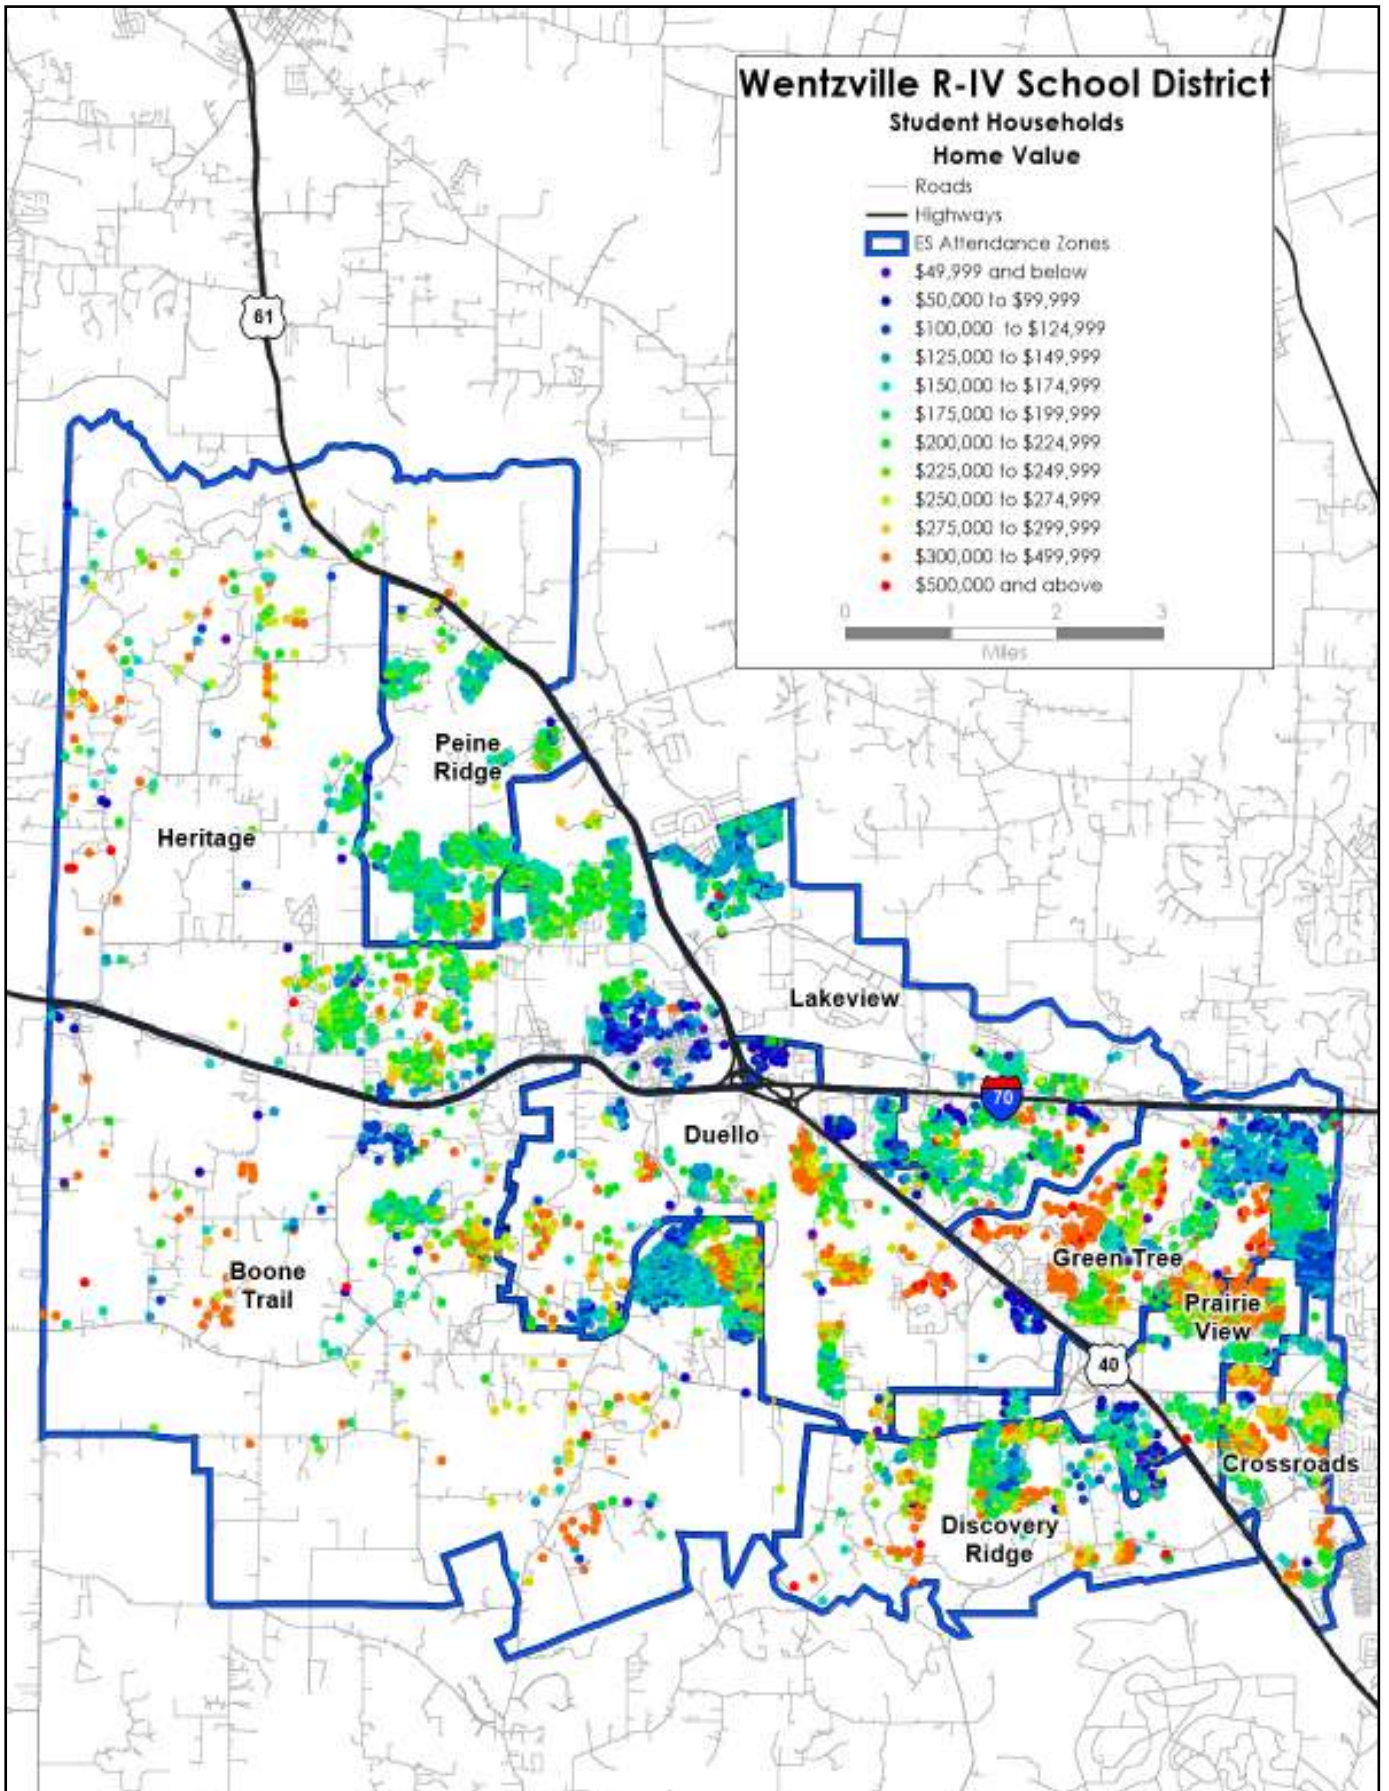 Wentzville R-IV School District
Student Households
Home Value
Roads
Highways
ES Attendance Zones
$49,999 and below
$50,000 to $99,999
$100,000 to $124,999
$125,000 to $149,999
$150,000 to $174,999
$175,000 to $199,999
$200,000 to $224,999
$225,000 to $249,999
$250,000 to $274,999
$275,000 to $299,999
$300,000 to $499,999
$500,000 and above
0 1 2 3
Miles
61
Peine
Ridge
Heritage
Lakeview
70
Duello
Green Tree
Boone
Trail
Prairie
View
40
Crossroads
Discovery
Ridge